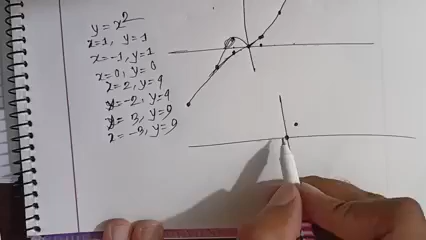 y = x²
x=1, y=1
x=-1, y=1
x=0, y=0
x=2, y=4
x=-2, y=4
x=3, y=9
x=-3, y=9